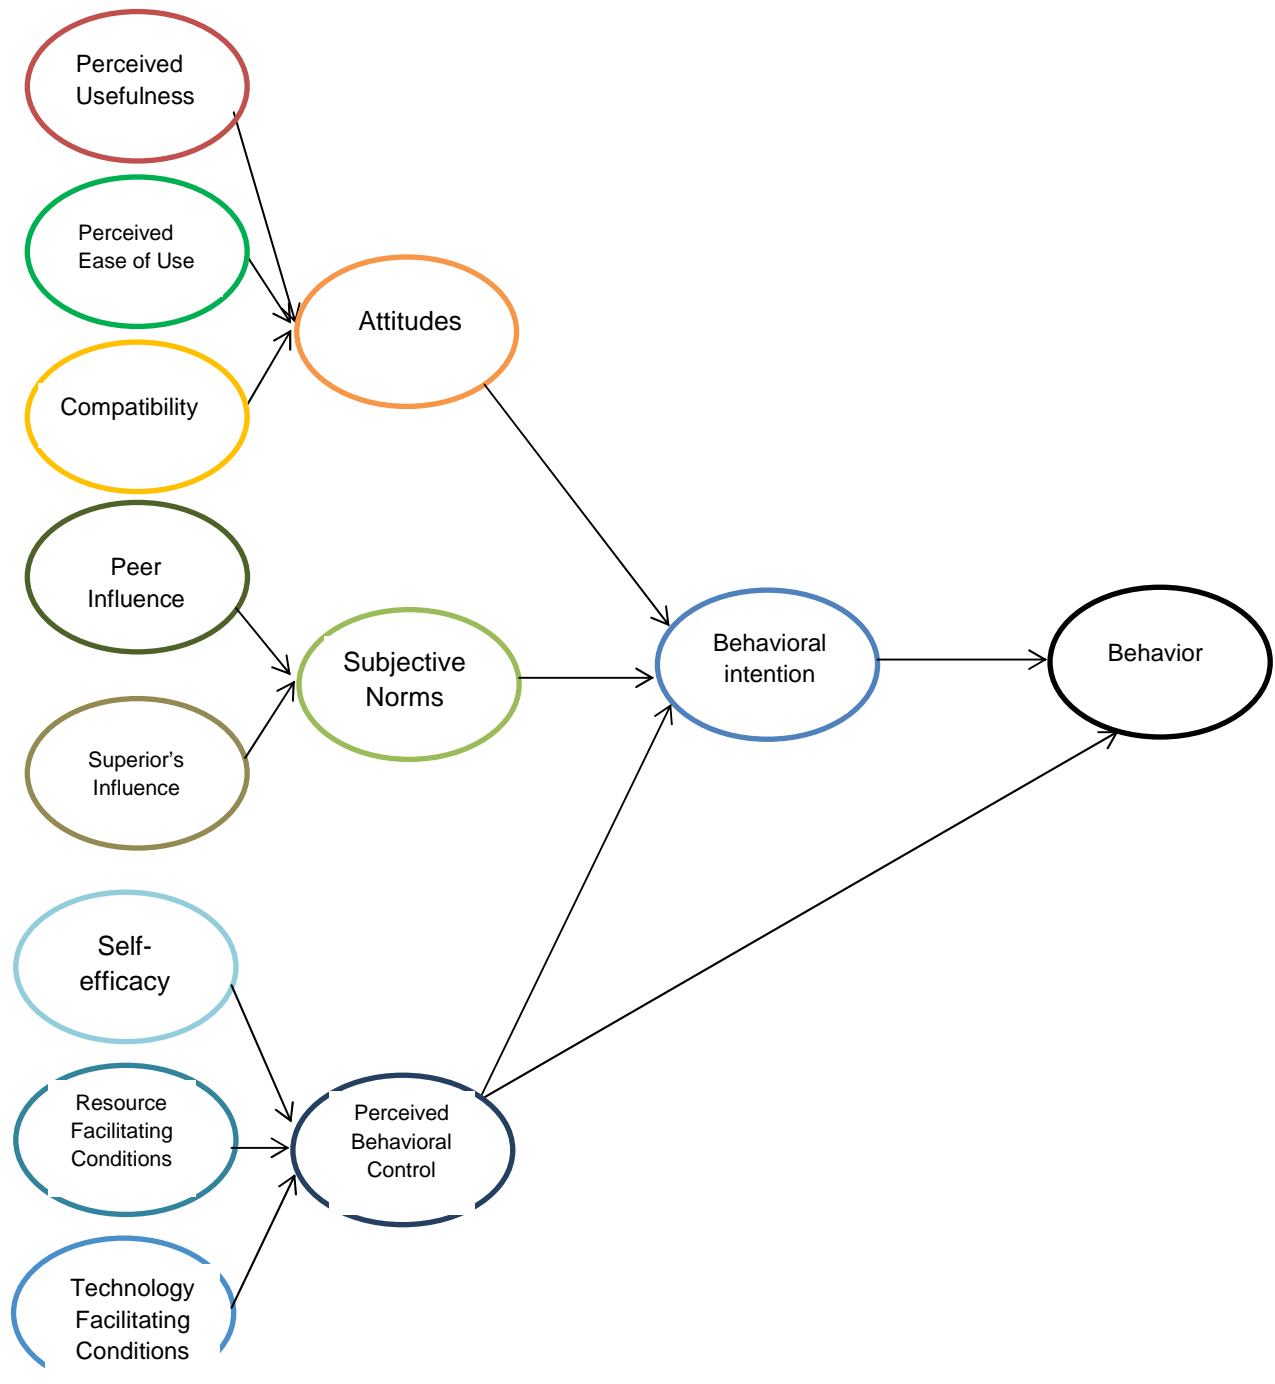 Perceived
Usefulness
Perceived
Ease of Use
Attitudes
Compatibility
Peer
Influence
Subjective
Norms
Behavioral
intention
Behavior
Superior's
Influence
Self-
efficacy
Resource
Facilitating
Conditions
Perceived
Behavioral
Control
Technology
Facilitating
Conditions